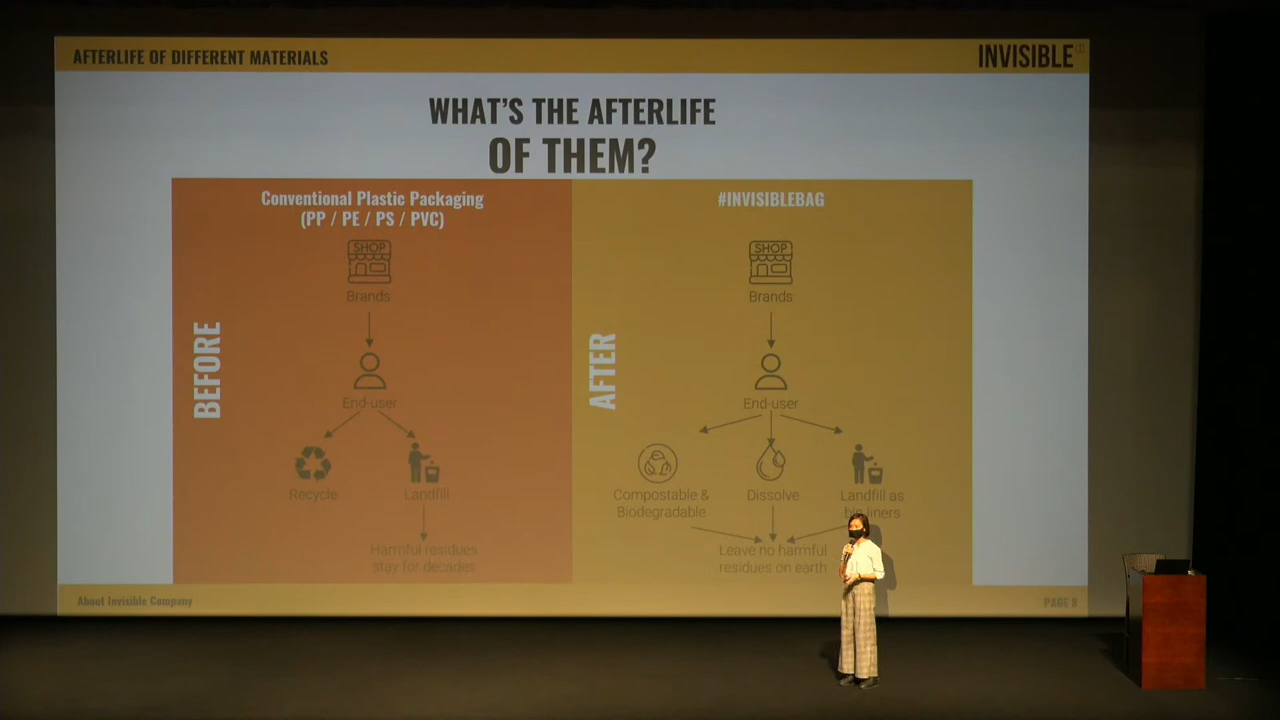 AFTERLIFE OF DIFFERENT MATERIALS
INVISIBLE
WHAT'S THE AFTERLIFE
OF THEM?
Conventional Plastic Packaging
(PP / PE / PS / PVC)
BEFORE
SHOP
Brands
End-user
Recycle
Landfill
Harmful residues
stay for decades
#INVISIBLEBAG
AFTER
SHOP
Brands
End-user
Compostable &
Biodegradable
Dissolve
Landfill as
bin liners
Leave no harmful
residues on earth
About Invisible Company
PAGE 8